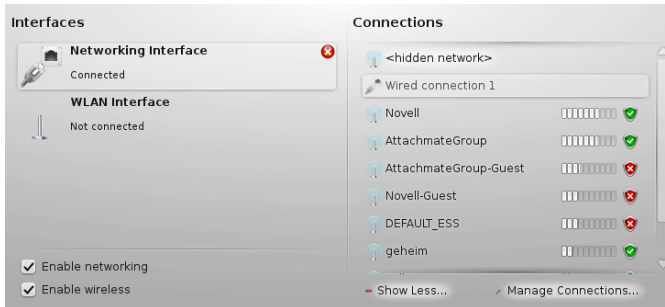 Interfaces
Networking Interface
Connected
WLAN Interface
Not connected
Enable networking
Enable wireless
Connections
<hidden network>
Wired connection 1
Novell
AttachmateGroup
AttachmateGroup-Guest
Novell-Guest
DEFAULT_ESS
geheim
Show Less...
Manage Connections...